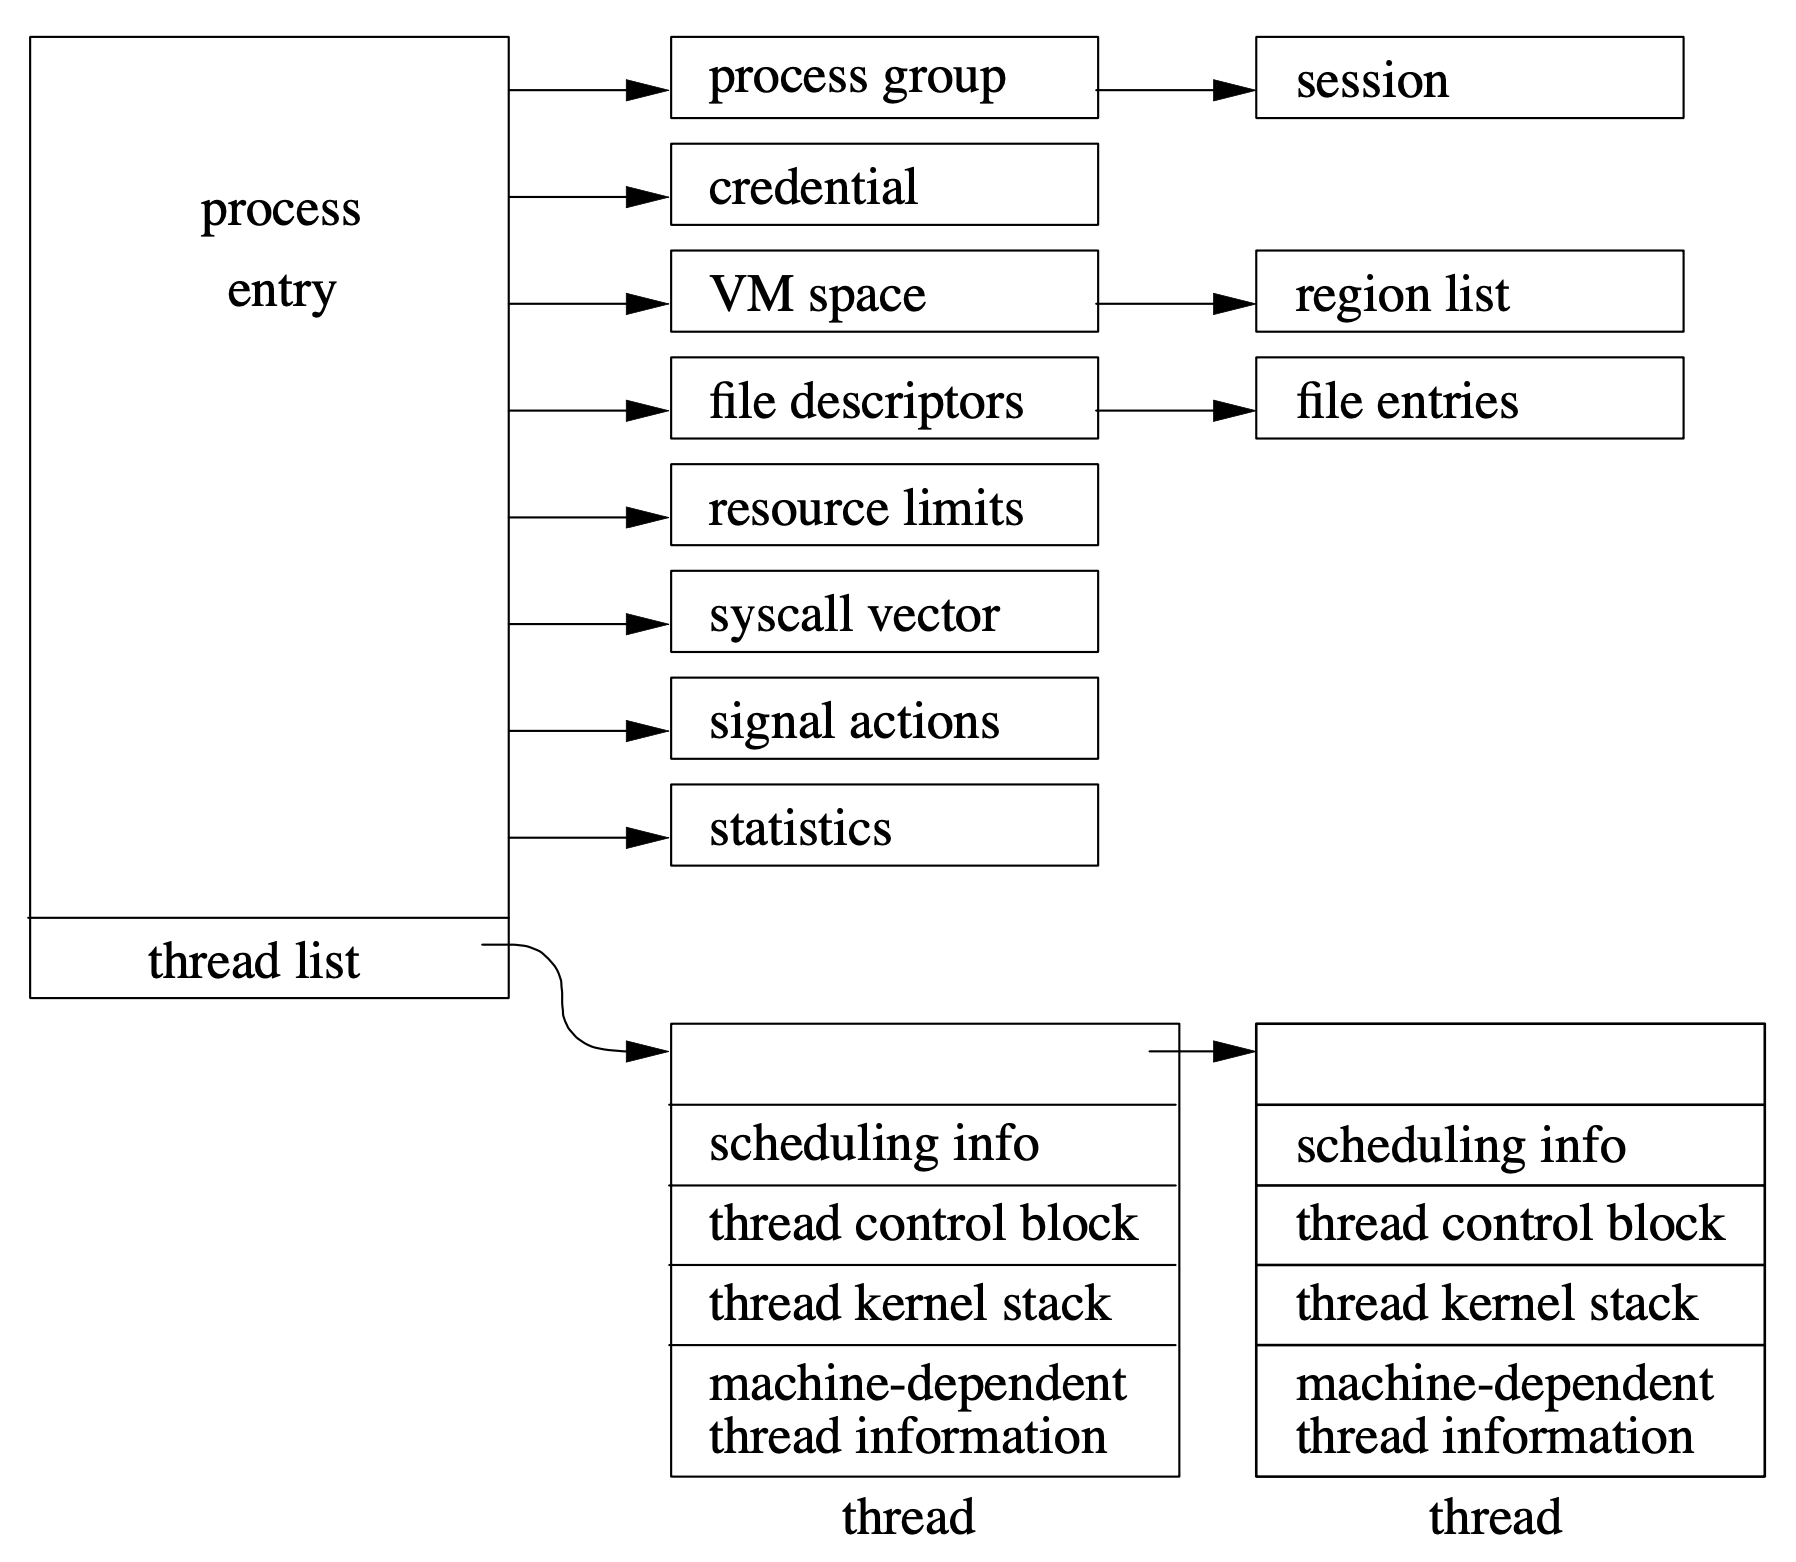 process
entry
thread list
process group
session
credential
VM space
region list
file descriptors
file entries
resource limits
syscall vector
signal actions
statistics
scheduling info
thread control block
thread kernel stack
machine-dependent
thread information
thread
scheduling info
thread control block
thread kernel stack
machine-dependent
thread information
thread